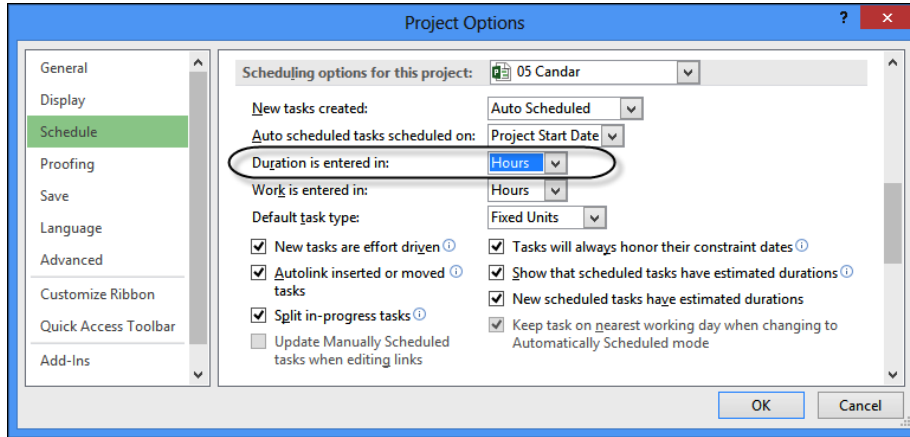 Project Options
?
×
General
Display
Schedule
Proofing
Save
Language
Advanced
Customize Ribbon
Quick Access Toolbar
Add-Ins
Scheduling options for this project: 05 Candar
New tasks created: Auto Scheduled
Auto scheduled tasks scheduled on: Project Start Date
Duration is entered in: Hours
Work is entered in: Hours
Default task type: Fixed Units
New tasks are effort driven
Autolink inserted or moved
tasks
Split in-progress tasks
Update Manually Scheduled
tasks when editing links
Tasks will always honor their constraint dates
Show that scheduled tasks have estimated durations
New scheduled tasks have estimated durations
Keep task on nearest working day when changing to
Automatically Scheduled mode
OK Cancel